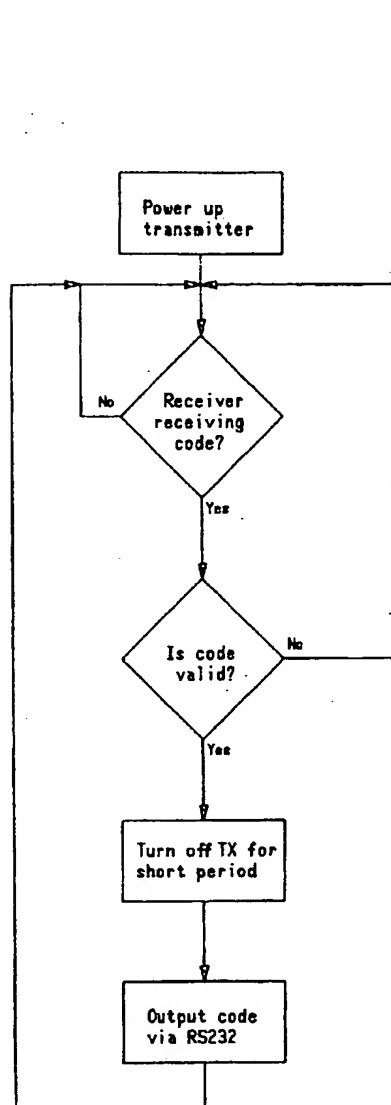 Power up
transmitter
No
Receiver
receiving
code?
Yes
Is code
valid?
No
Yes
Turn off TX for
short period
Output code
via RS232